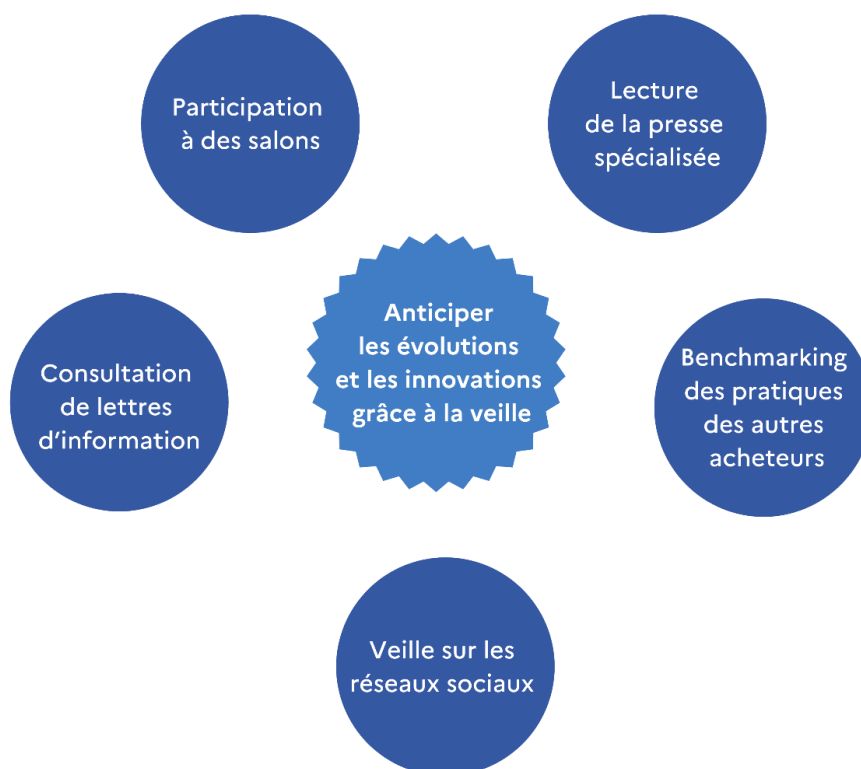 Participation
à des salons
Lecture
de la presse
spécialisée
Anticiper
les évolutions
et les innovations
grâce à la veille
Consultation
de lettres
d’information
Benchmarking
des pratiques
des autres
acheteurs
Veille sur les
réseaux sociaux